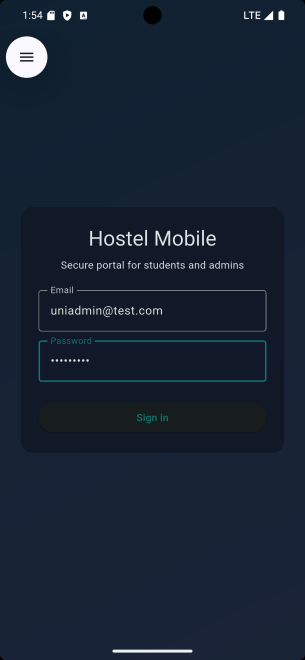 1:54
LTE
Hostel Mobile
Secure portal for students and admins
Email
uniadmin@test.com
Password
•••••••••
Sign in